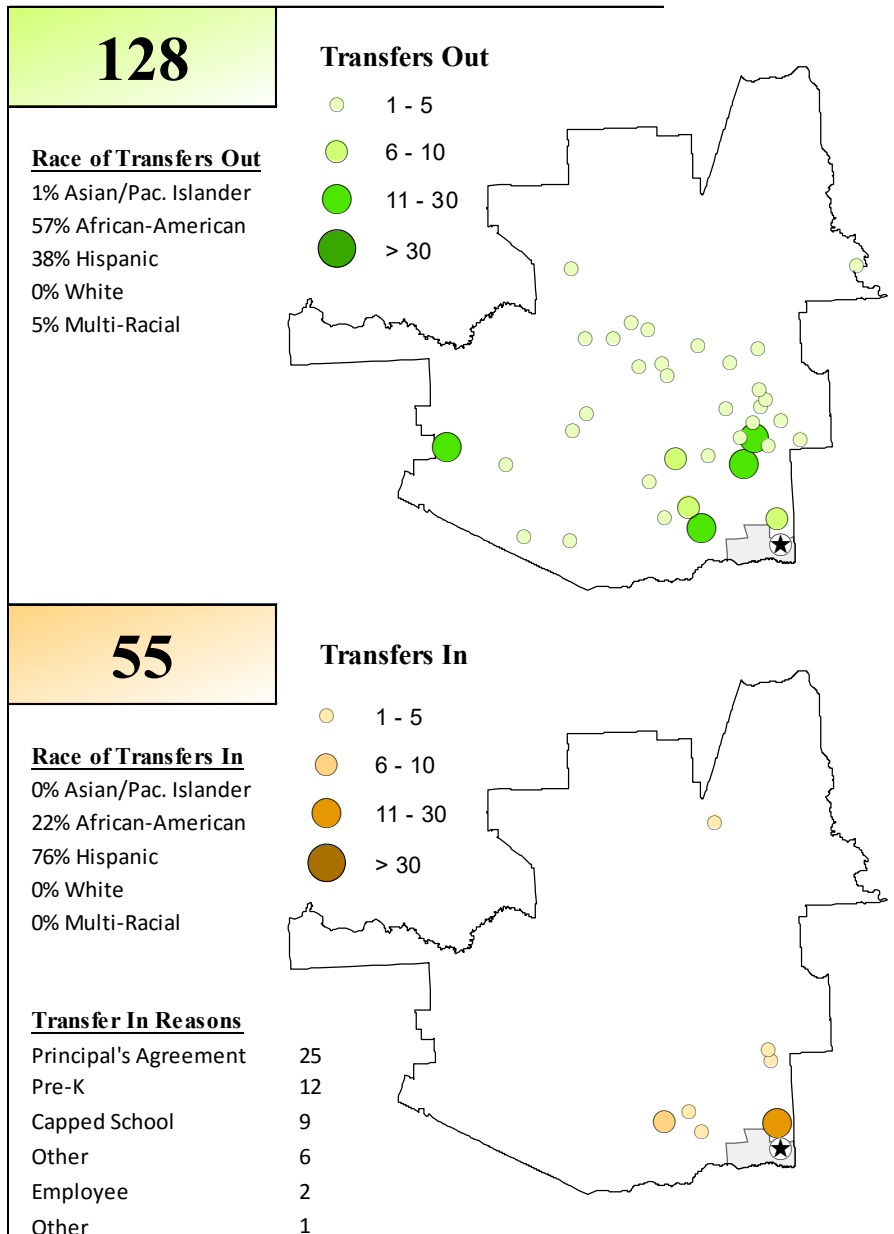 128
Race of Transfers Out
1% Asian/Pac. Islander
57% African-American
38% Hispanic
0% White
5% Multi-Racial
Transfers Out
1 - 5
6 - 10
11 - 30
> 30
55
Race of Transfers In
0% Asian/Pac. Islander
22% African-American
76% Hispanic
0% White
0% Multi-Racial
Transfers In
1 - 5
6 - 10
11 - 30
> 30
Transfer In Reasons
Principal's Agreement 25
Pre-K 12
Capped School 9
Other 6
Employee 2
Other 1